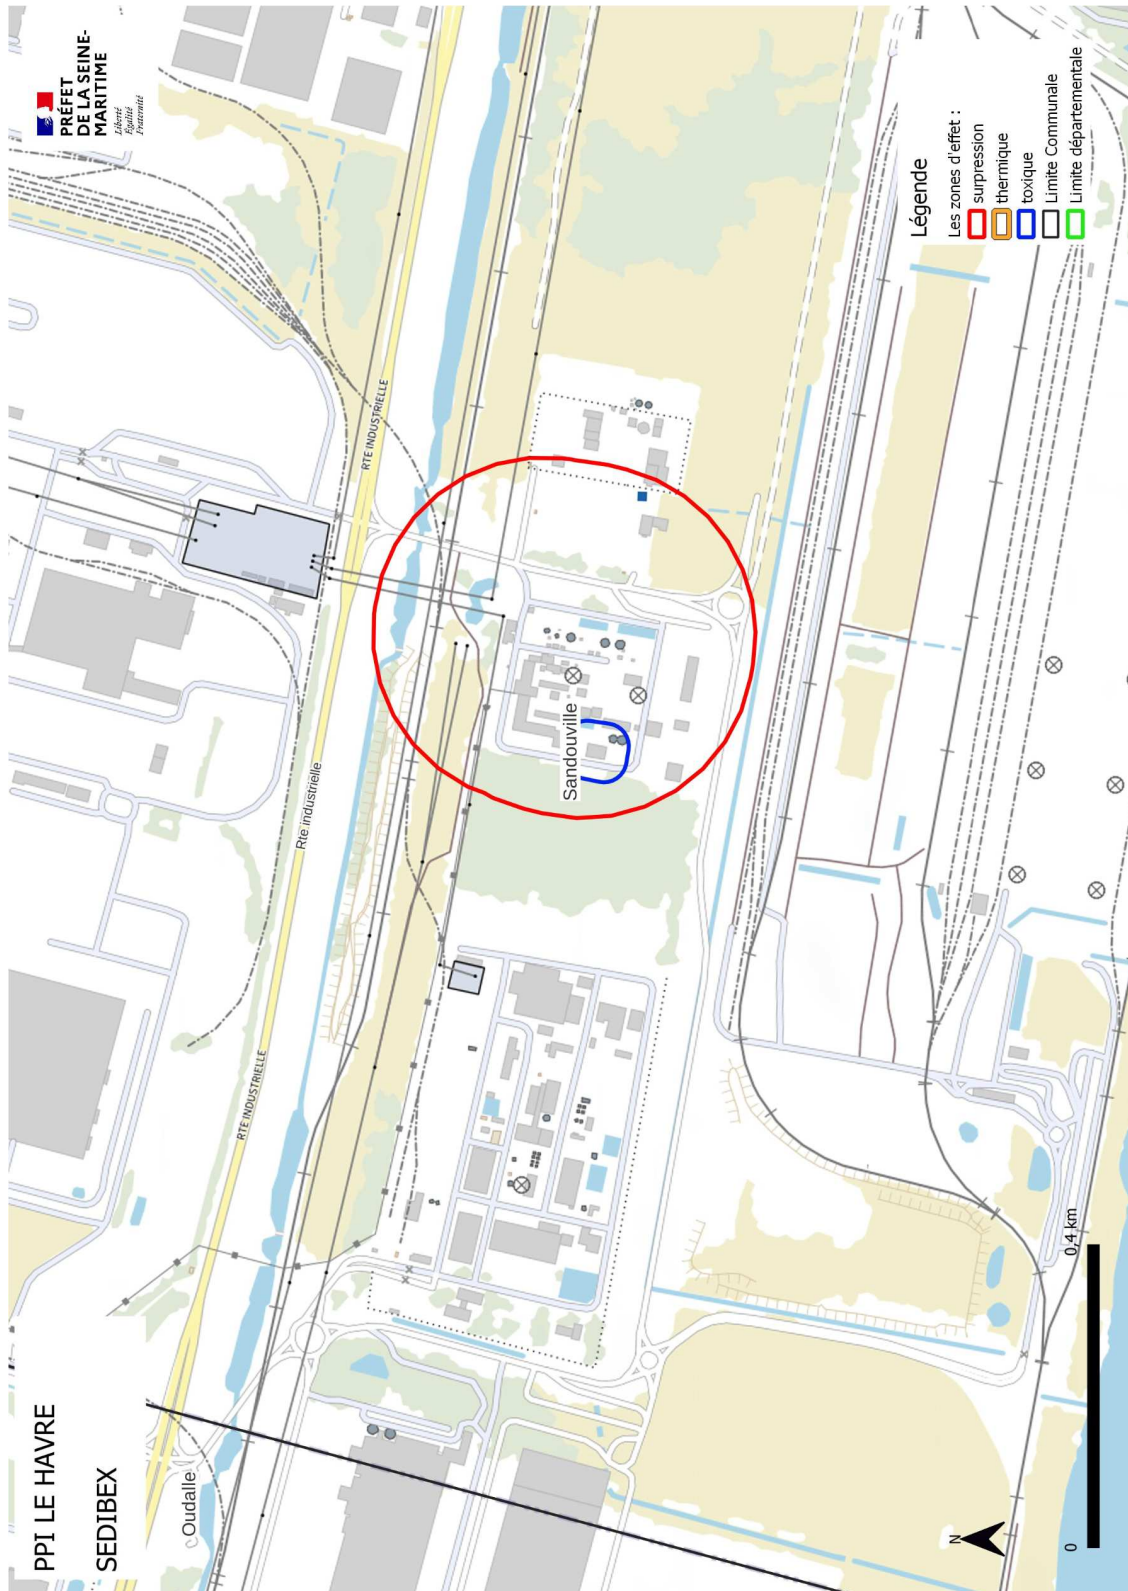 PPI LE HAVRE
SEDIBEX
PRÉFET
DE LA SEINE-
MARITIME
Liberté
Égalité
Fraternité
RTE INDUSTRIELLE
Rte industrielle
RTE INDUSTRIELLE
Oudalle
Sandouville
Légende
Les zones d'effet :
surpression
thermique
toxique
Limite Communale
Limite départementale
N
0
0,4 km